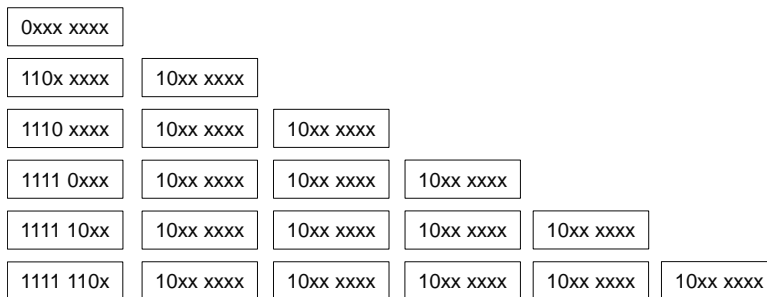 0xxx xxxx
110x xxxx 10xx xxxx
1110 xxxx 10xx xxxx 10xx xxxx
1111 0xxx 10xx xxxx 10xx xxxx 10xx xxxx
1111 10xx 10xx xxxx 10xx xxxx 10xx xxxx 10xx xxxx
1111 110x 10xx xxxx 10xx xxxx 10xx xxxx 10xx xxxx 10xx xxxx